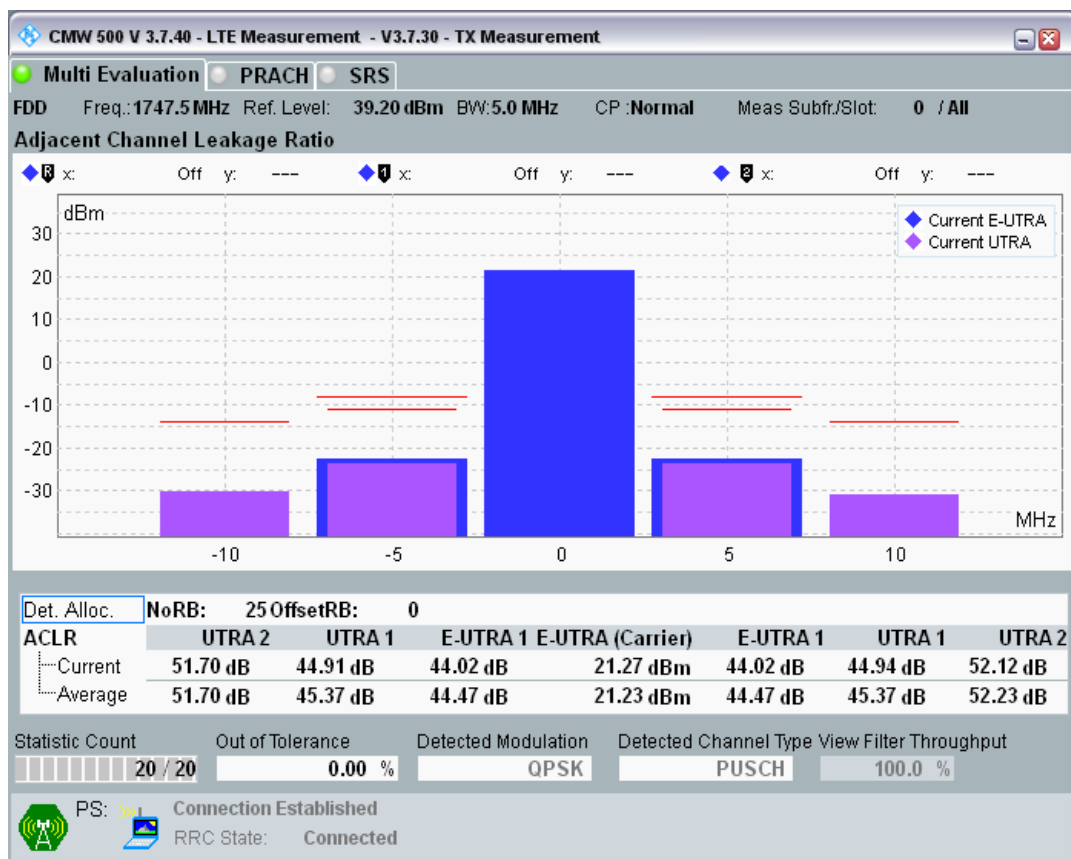 CMW 500 V 3.7.40 - LTE Measurement - V3.7.30 - TX Measurement
Multi Evaluation PRACH SRS
FDD Freq.: 1747.5 MHz Ref. Level: 39.20 dBm BW: 5.0 MHz CP : Normal Meas Subfr./Slot: 0 / All
Adjacent Channel Leakage Ratio
R x: Off y: --- 1 x: Off y: --- 2 x: Off y: ---
dBm
Current E-UTRA
Current UTRA
30
20
10
0
-10
-20
-30
MHz
-10 -5 0 5 10
Det. Alloc. NoRB: 25 OffsetRB: 0
ACLR UTRA 2 UTRA 1 E-UTRA 1 E-UTRA (Carrier) E-UTRA 1 UTRA 1 UTRA 2
Current 51.70 dB 44.91 dB 44.02 dB 21.27 dBm 44.02 dB 44.94 dB 52.12 dB
Average 51.70 dB 45.37 dB 44.47 dB 21.23 dBm 44.47 dB 45.37 dB 52.23 dB
Statistic Count Out of Tolerance Detected Modulation Detected Channel Type View Filter Throughput
20 / 20 0.00 % QPSK PUSCH 100.0 %
PS: Connection Established
RRC State: Connected